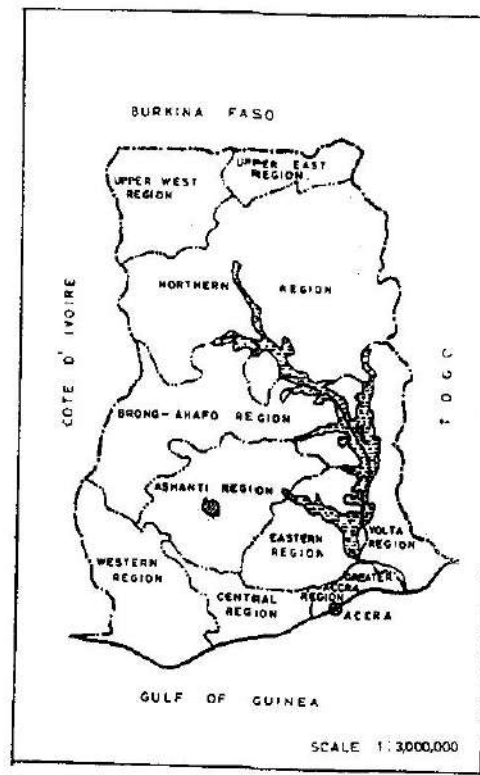 BURKINA FASO
UPPER EAST
REGION
UPPER WEST
REGION
NORTHERN REGION
COTE D' IVOIRE
TOGO
BRONG-AHAFO REGION
ASHANTI REGION
EASTERN
REGION
VOLTA
REGION
WESTERN
REGION
CENTRAL
REGION
GREATER
ACCRA
REGION
ACCRA
GULF OF GUINEA
SCALE 1:3,000,000